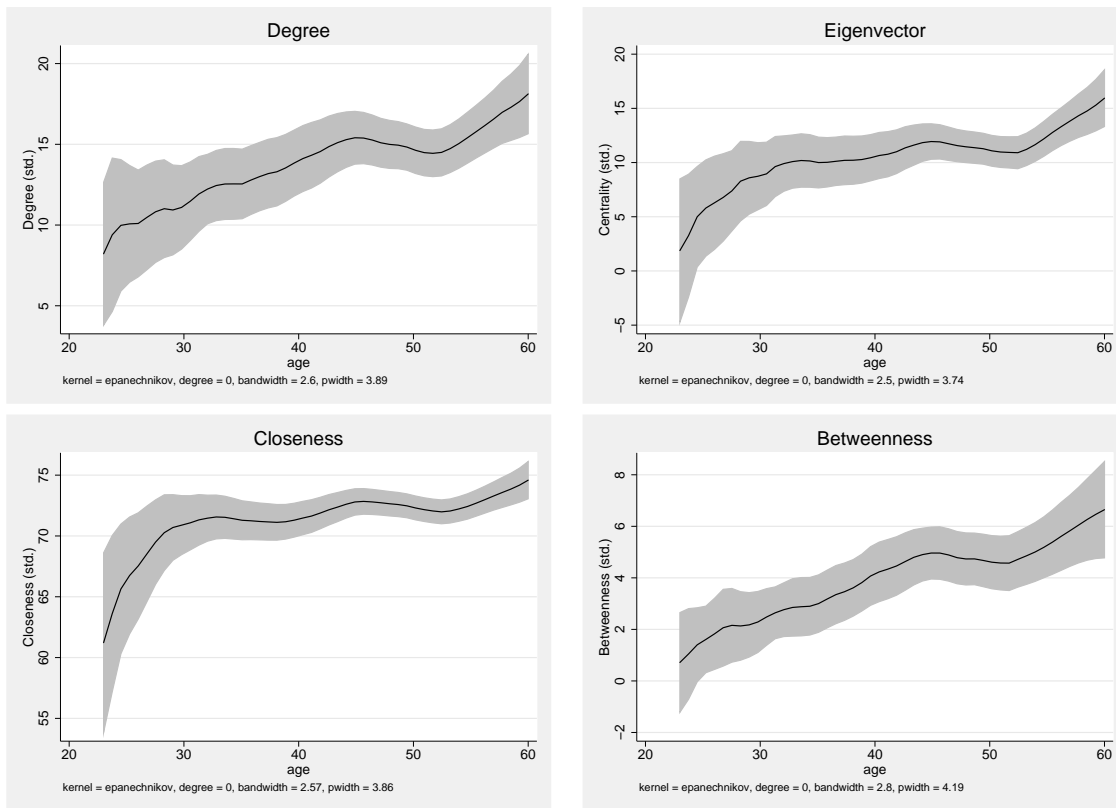 Degree
Degree (std.)
20
15
10
5
20 30 40 50 60
age
kernel = epanechnikov, degree = 0, bandwidth = 2.6, pwidth = 3.89
Eigenvector
Centrality (std.)
20
15
10
5
0
−5
20 30 40 50 60
age
kernel = epanechnikov, degree = 0, bandwidth = 2.5, pwidth = 3.74
Closeness
Closeness (std.)
75
70
65
60
55
20 30 40 50 60
age
kernel = epanechnikov, degree = 0, bandwidth = 2.57, pwidth = 3.86
Betweenness
Betweenness (std.)
8
6
4
2
0
−2
20 30 40 50 60
age
kernel = epanechnikov, degree = 0, bandwidth = 2.8, pwidth = 4.19